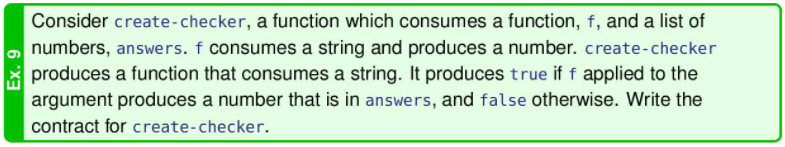 Ex. 9
Consider create-checker, a function which consumes a function, f, and a list of
numbers, answers. f consumes a string and produces a number. create-checker
produces a function that consumes a string. It produces true if f applied to the
argument produces a number that is in answers, and false otherwise. Write the
contract for create-checker.